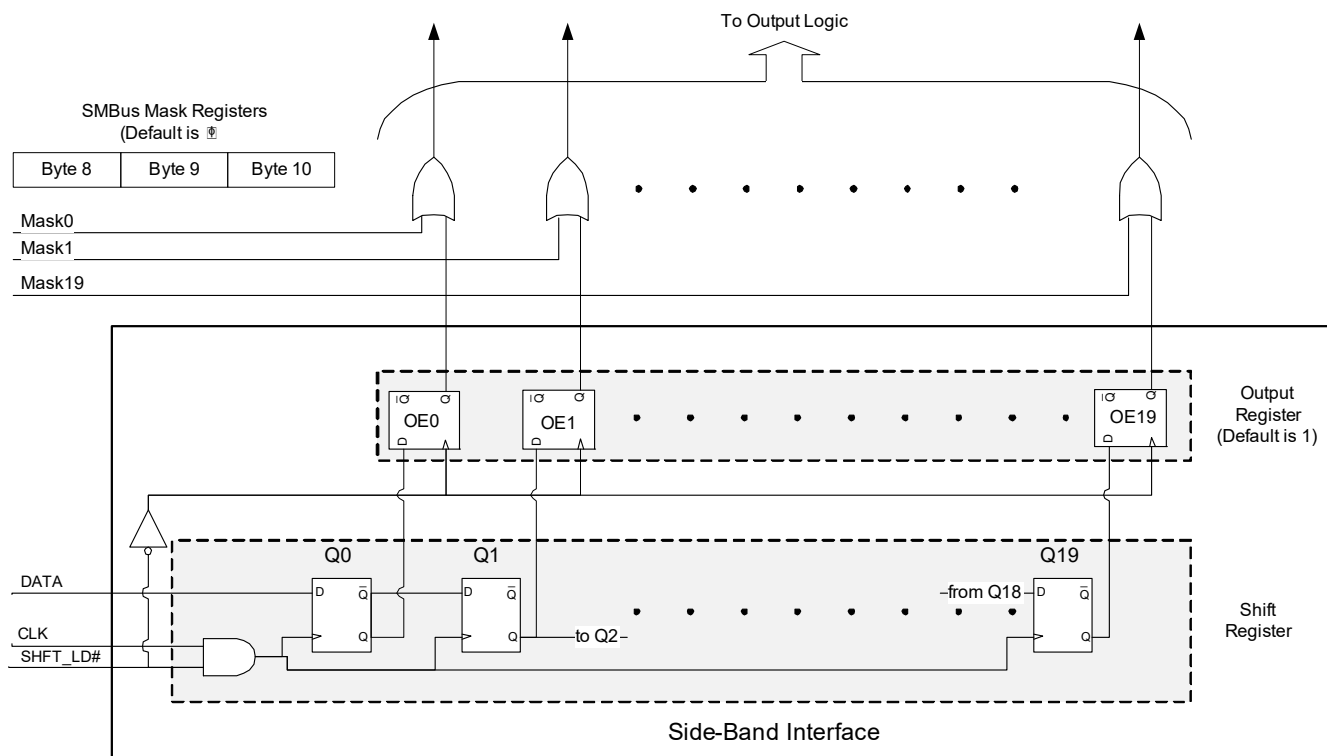 To Output Logic
SMBus Mask Registers
(Default is
Byte 8 Byte 9 Byte 10
Mask0
Mask1
Mask19
Q̅ Q Q̅ Q Q̅ Q
OE0 OE1 OE19
D D D
Output
Register
(Default is 1)
Q0 Q1 Q19
DATA
D Q̅ D Q̅ from Q18 D Q̅
CLK
Q Q to Q2 Q
SHFT_LD#
Shift
Register
Side-Band Interface